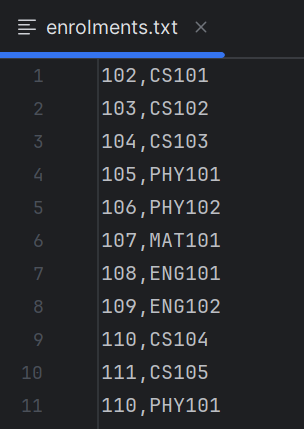 enrolments.txt
1 102,CS101
2 103,CS102
3 104,CS103
4 105,PHY101
5 106,PHY102
6 107,MAT101
7 108,ENG101
8 109,ENG102
9 110,CS104
10 111,CS105
11 110,PHY101